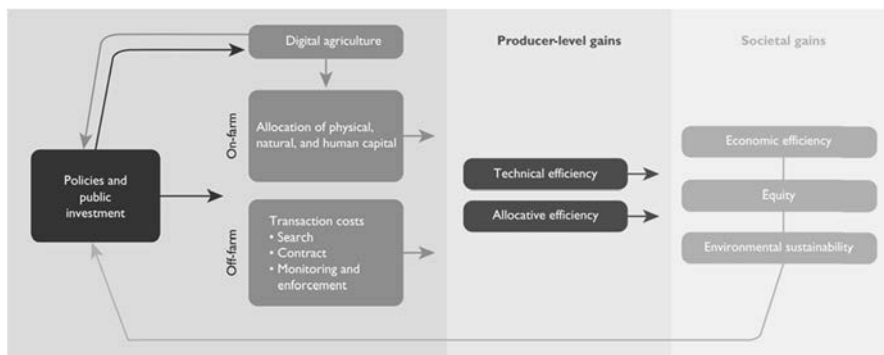 Digital agriculture
Producer-level gains
Societal gains
On-farm
Allocation of physical,
natural, and human capital
Policies and
public
investment
Off-farm
Transaction costs
• Search
• Contract
• Monitoring and
enforcement
Technical efficiency
Allocative efficiency
Economic efficiency
Equity
Environmental sustainability